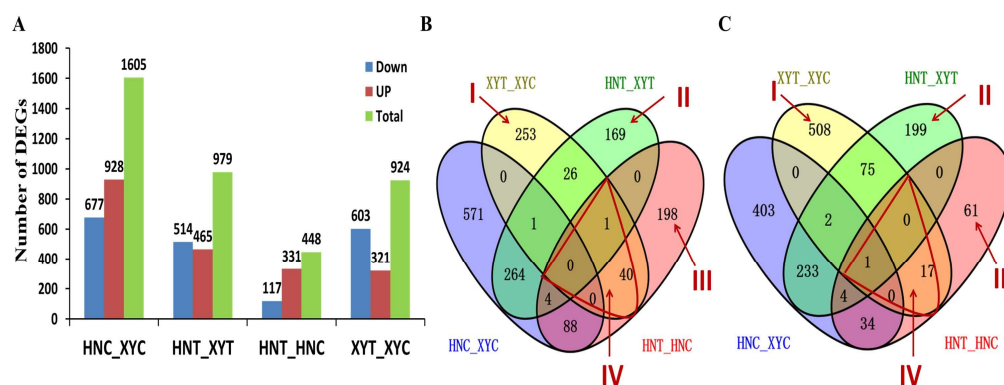 A
Number of DEGs
1800
1600
1400
1200
1000
800
600
400
200
0
677
928
1605
514
465
979
117
331
448
603
321
924
Down
UP
Total
HNC_XYC
HNT_XYT
HNT_HNC
XYT_XYC
B
I
XYT_XYC
HNT_XYT
II
253
169
0
26
0
571
1
1
198
264
0
40
III
4
0
88
HNC_XYC
HNT_HNC
IV
C
I
XYT_XYC
HNT_XYT
II
508
199
0
75
0
403
2
0
61
233
1
17
II
4
0
34
HNC_XYC
HNT_HNC
IV